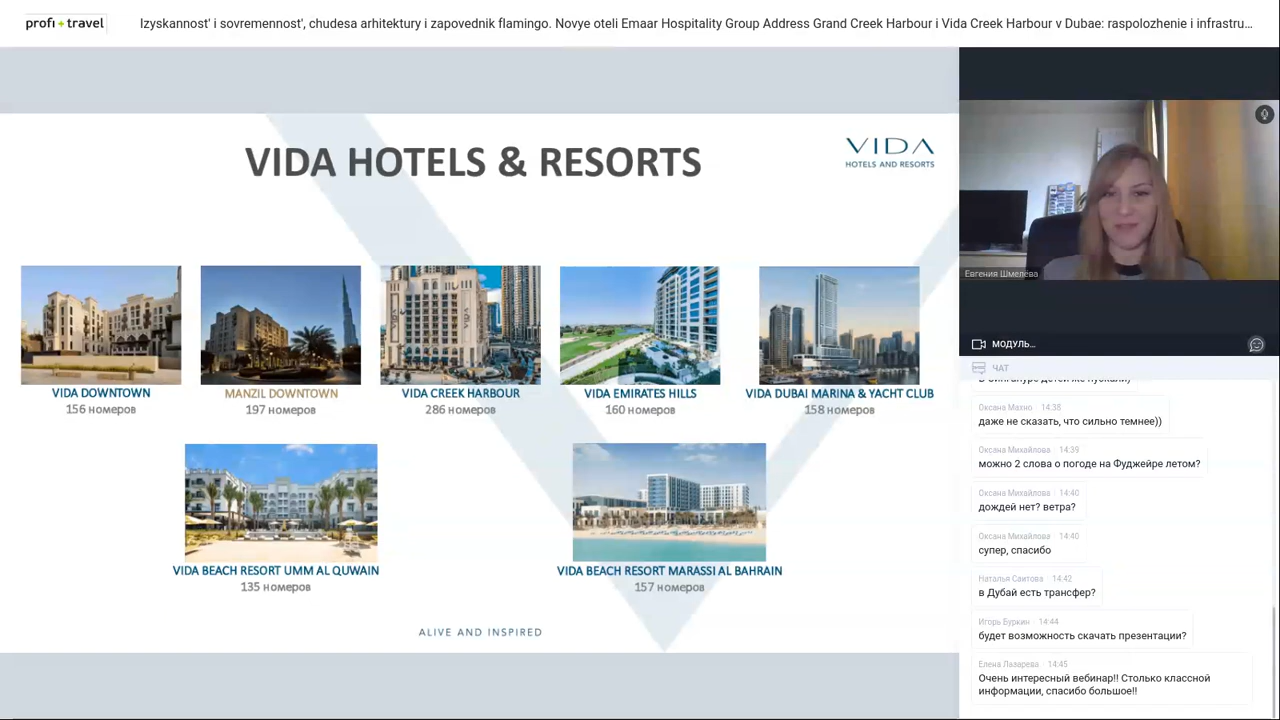 profi+travel
Izyskannost' i sovremennost', chudesa arhitektury i zapovednik flamingo. Novye oteli Emaar Hospitality Group Address Grand Creek Harbour i Vida Creek Harbour v Dubae: raspolozhenie i infrastru...
VIDA HOTELS & RESORTS
VIDA
HOTELS AND RESORTS
VIDA DOWNTOWN
156 номеров
MANZIL DOWNTOWN
197 номеров
VIDA CREEK HARBOUR
286 номеров
VIDA EMIRATES HILLS
160 номеров
VIDA DUBAI MARINA & YACHT CLUB
158 номеров
VIDA BEACH RESORT UMM AL QUWAIN
135 номеров
VIDA BEACH RESORT MARASSI AL BAHRAIN
157 номеров
ALIVE AND INSPIRED
Евгения Шмелёва
МОДУЛЬ...
ЧАТ
Оксана Махно · 14:38
даже не сказать, что сильно темнее))
Оксана Михайлова · 14:39
можно 2 слова о погоде на Фуджейре летом?
Оксана Михайлова · 14:40
дождей нет? ветра?
Оксана Михайлова · 14:40
супер, спасибо
Наталья Саитова · 14:42
в Дубай есть трансфер?
Игорь Буркин · 14:44
будет возможность скачать презентации?
Елена Лазарева · 14:45
Очень интересный вебинар!! Столько классной
информации, спасибо большое!!